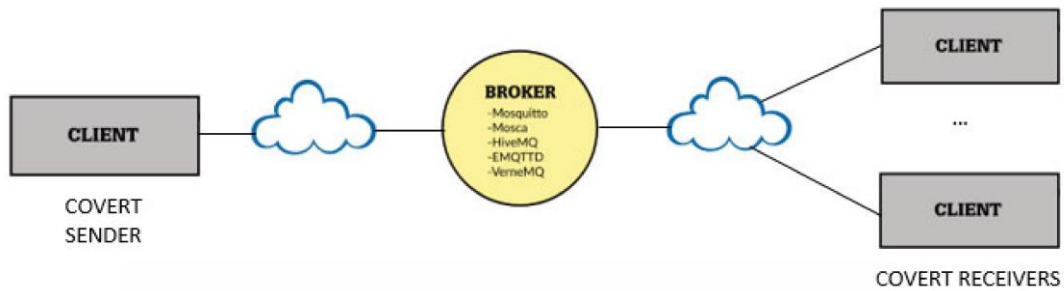 CLIENT
COVERT
SENDER
BROKER
-Mosquitto
-Mosca
-HiveMQ
-EMQTTD
-VerneMQ
CLIENT
...
CLIENT
COVERT RECEIVERS